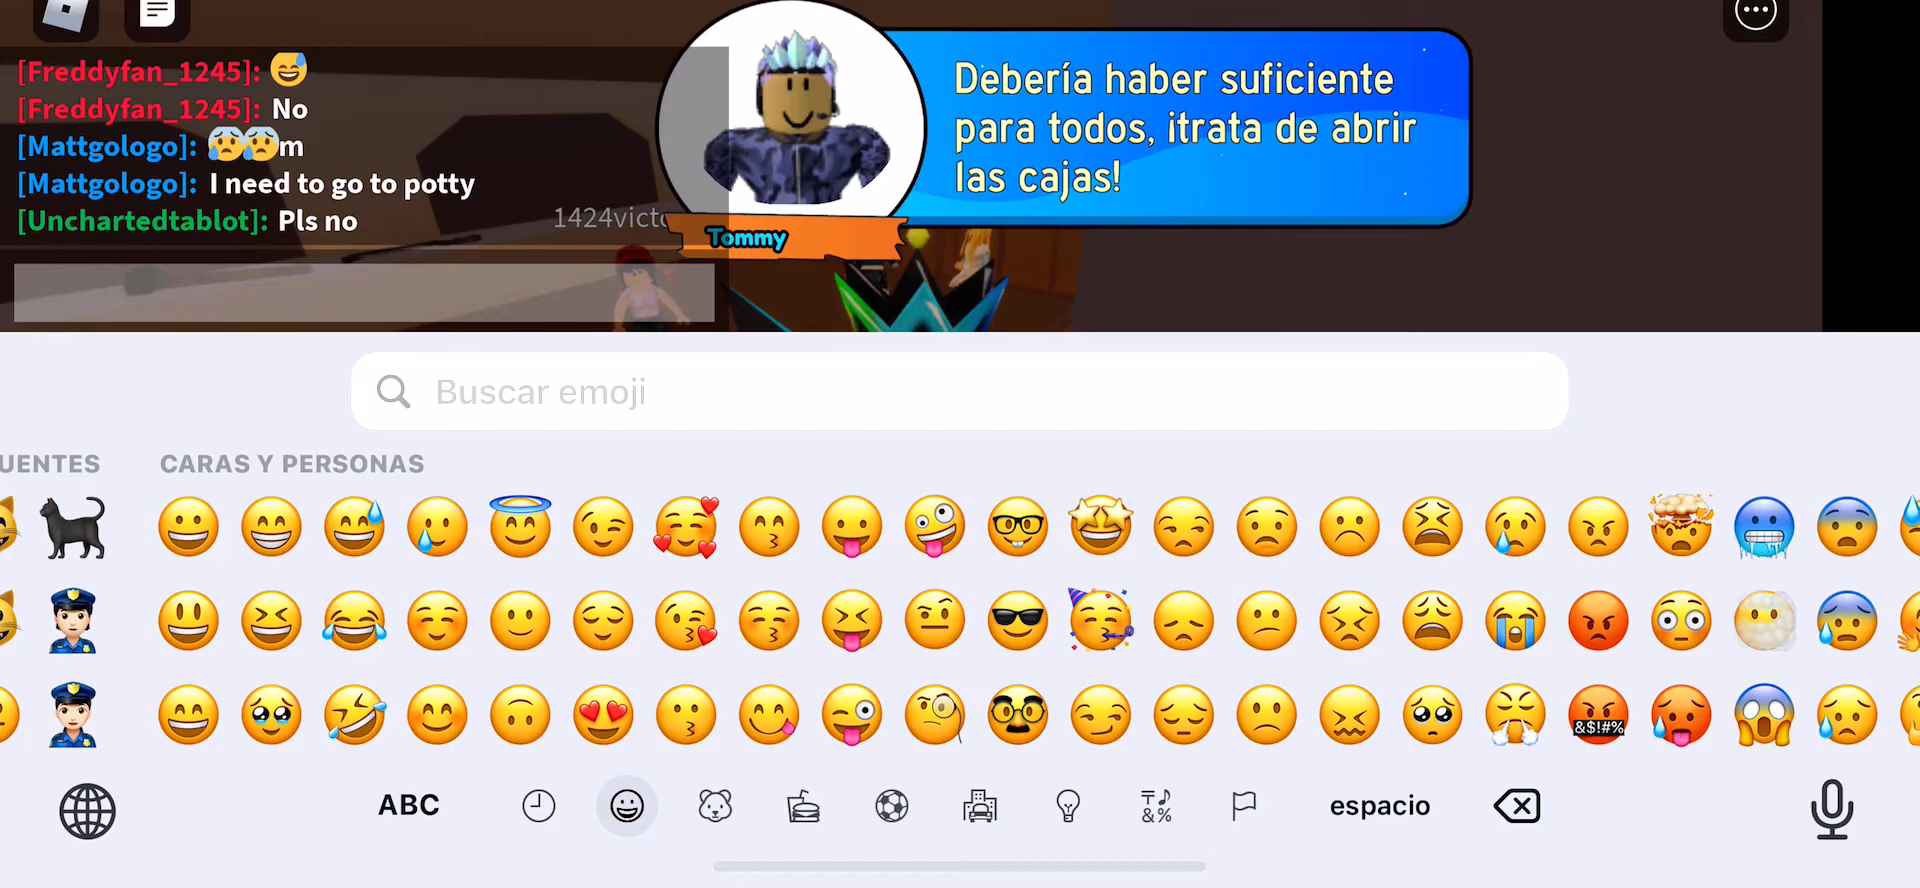 [Freddyfan_1245]: 😅
[Freddyfan_1245]: No
[Mattgologo]: 😰😰m
[Mattgologo]: I need to go to potty
[Unchartedtablot]: Pls no
Debería haber suficiente
para todos, ¡trata de abrir
las cajas!
Tommy
Buscar emoji
CARAS Y PERSONAS
&$!#%
ABC
espacio